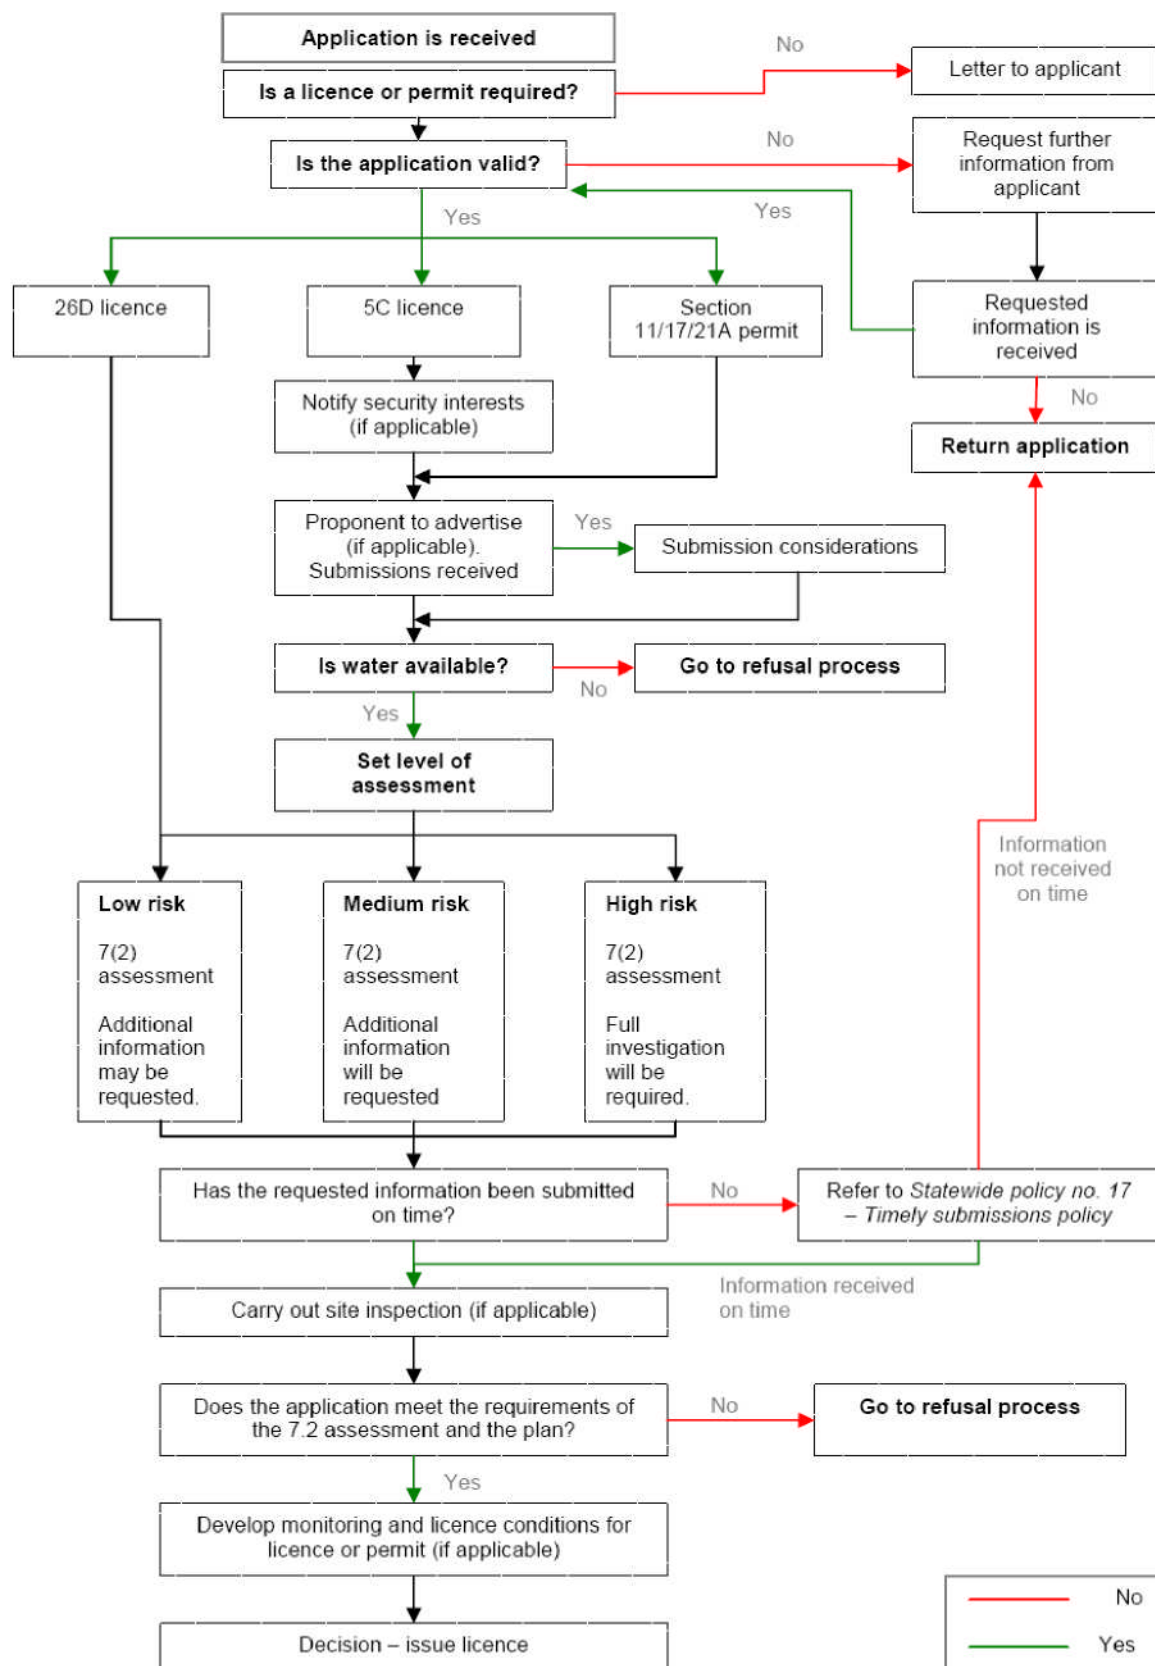 Application is received
No
Letter to applicant
Is a licence or permit required?
Is the application valid?
No
Request further
information from
applicant
Yes
Yes
26D licence
5C licence
Section
11/17/21A permit
Requested
information is
received
Notify security interests
(if applicable)
No
Return application
Proponent to advertise
(if applicable).
Submissions received
Yes
Submission considerations
Is water available?
No
Go to refusal process
Yes
Set level of
assessment
Information
not received
on time
Low risk
7(2)
assessment
Additional
information
may be
requested.
Medium risk
7(2)
assessment
Additional
information
will be
requested
High risk
7(2)
assessment
Full
investigation
will be
required.
Has the requested information been submitted
on time?
No
Refer to Statewide policy no. 17
– Timely submissions policy
Information received
on time
Carry out site inspection (if applicable)
Does the application meet the requirements of
the 7.2 assessment and the plan?
No
Go to refusal process
Yes
Develop monitoring and licence conditions for
licence or permit (if applicable)
Decision – issue licence
No
Yes